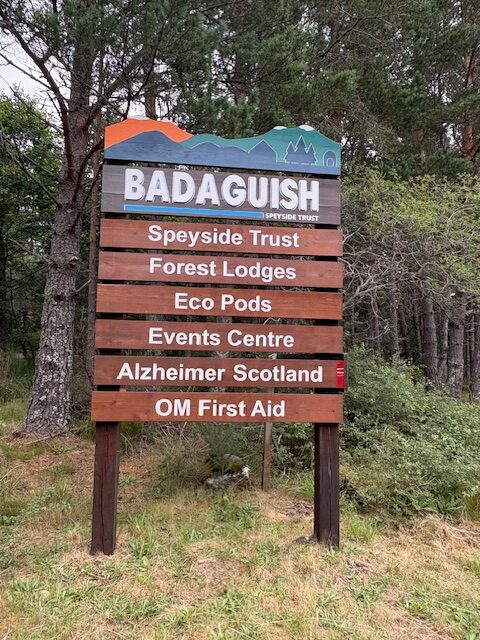 BADAGUISH
SPEYSIDE TRUST
Speyside Trust
Forest Lodges
Eco Pods
Events Centre
Alzheimer Scotland
OM First Aid